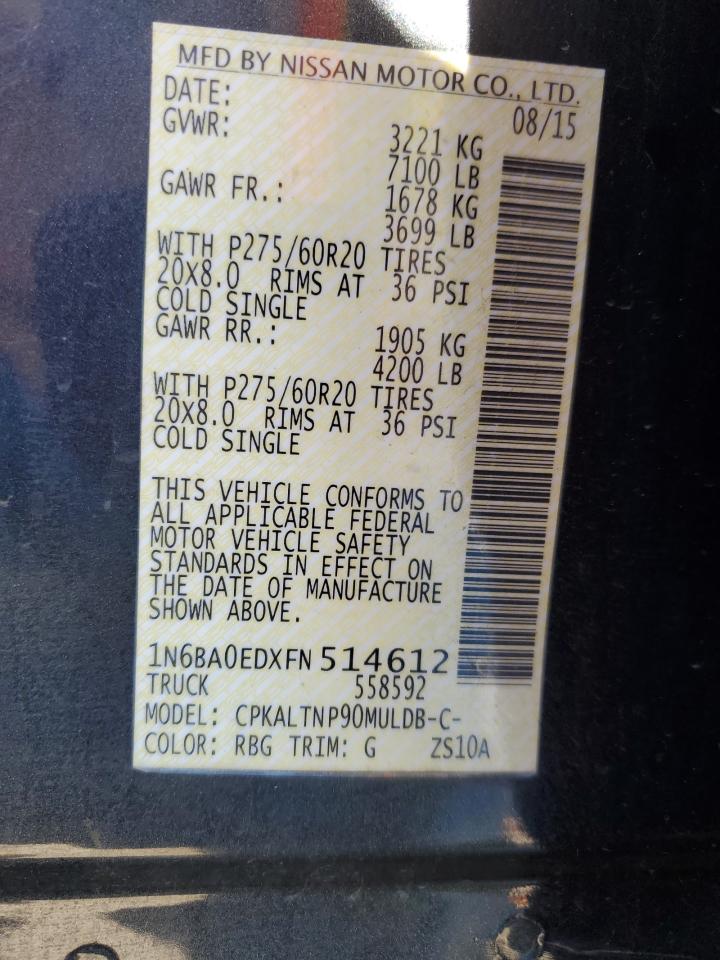 MFD BY NISSAN MOTOR CO., LTD.
DATE: 08/15
GVWR: 3221 KG
7100 LB
GAWR FR.: 1678 KG
3699 LB
WITH P275/60R20 TIRES
20X8.0 RIMS AT 36 PSI
COLD SINGLE
GAWR RR.: 1905 KG
4200 LB
WITH P275/60R20 TIRES
20X8.0 RIMS AT 36 PSI
COLD SINGLE
THIS VEHICLE CONFORMS TO
ALL APPLICABLE FEDERAL
MOTOR VEHICLE SAFETY
STANDARDS IN EFFECT ON
THE DATE OF MANUFACTURE
SHOWN ABOVE.
1N6BA0EDXFN514612
TRUCK 558592
MODEL: CPKALTNP90MULDB-C-
COLOR: RBG TRIM: G ZS10A